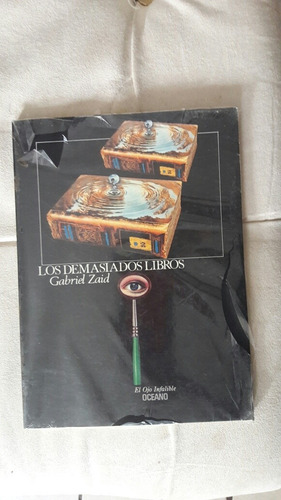 LOS DEMASIADOS LIBROS
Gabriel Zaid
El Ojo Infalible
OCEANO